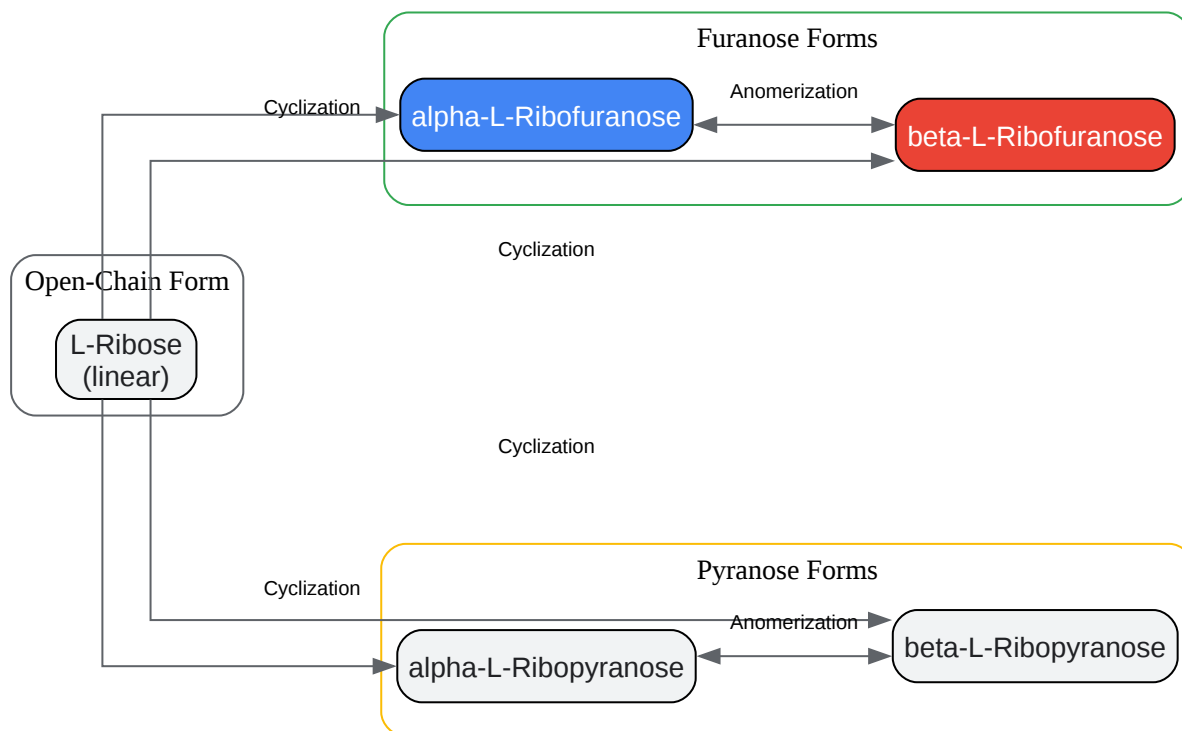 Furanose Forms
Cyclization
alpha-L-Ribofuranose
Anomerization
beta-L-Ribofuranose
Cyclization
Open-Chain Form
L-Ribose
(linear)
Cyclization
Pyranose Forms
Cyclization
Anomerization
alpha-L-Ribopyranose
beta-L-Ribopyranose